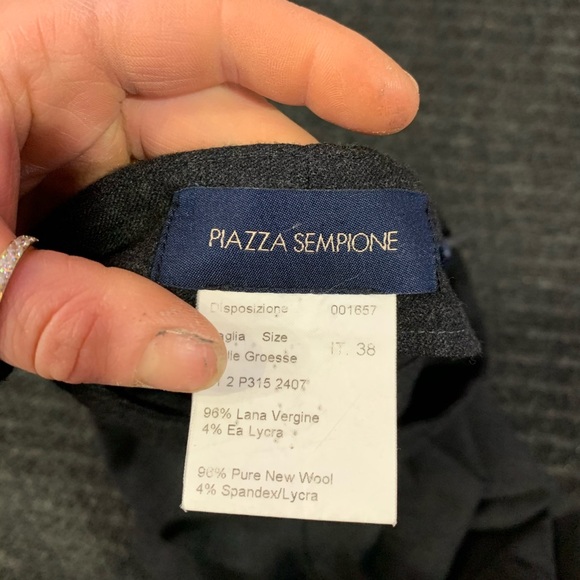 PIAZZA SEMPIONE
Disposizione 001657
Size
Groesse IT. 38
2 P315 2407
96% Lana Vergine
4% Ea Lycra
96% Pure New Wool
4% Spandex/Lycra